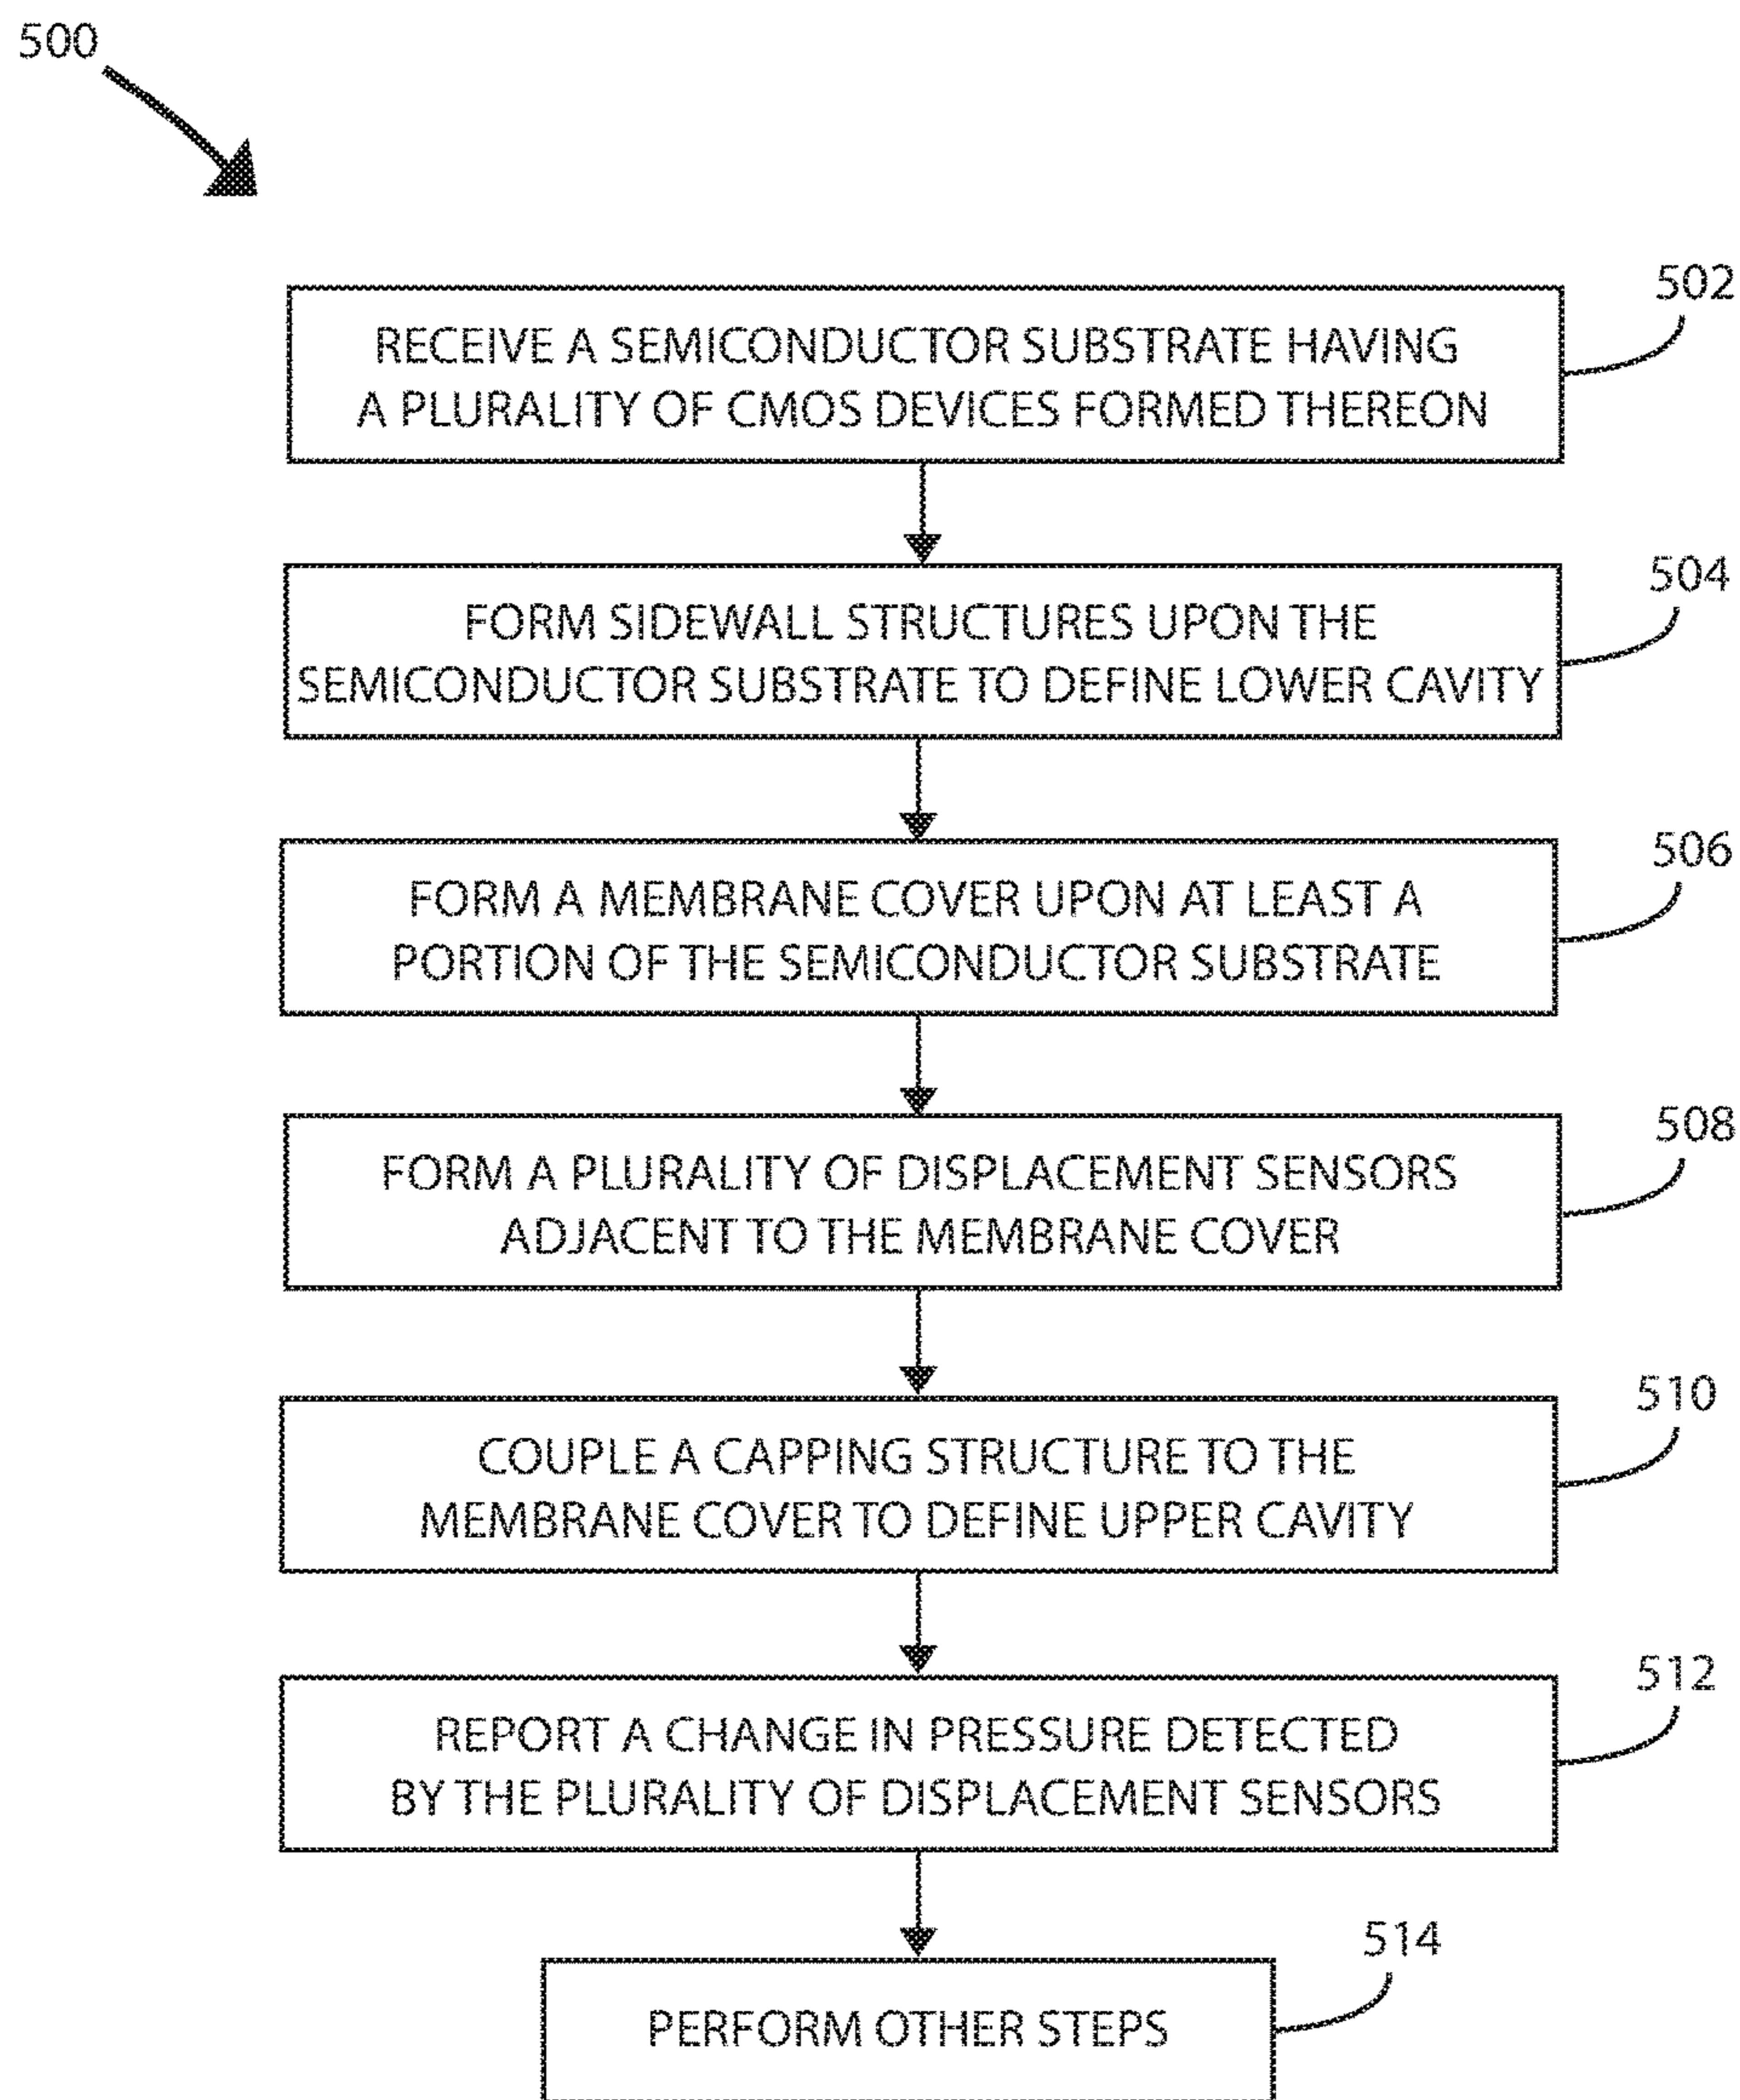 500
502
RECEIVE A SEMICONDUCTOR SUBSTRATE HAVING
A PLURALITY OF CMOS DEVICES FORMED THEREON
504
FORM SIDEWALL STRUCTURES UPON THE
SEMICONDUCTOR SUBSTRATE TO DEFINE LOWER CAVITY
506
FORM A MEMBRANE COVER UPON AT LEAST A
PORTION OF THE SEMICONDUCTOR SUBSTRATE
508
FORM A PLURALITY OF DISPLACEMENT SENSORS
ADJACENT TO THE MEMBRANE COVER
510
COUPLE A CAPPING STRUCTURE TO THE
MEMBRANE COVER TO DEFINE UPPER CAVITY
512
REPORT A CHANGE IN PRESSURE DETECTED
BY THE PLURALITY OF DISPLACEMENT SENSORS
514
PERFORM OTHER STEPS